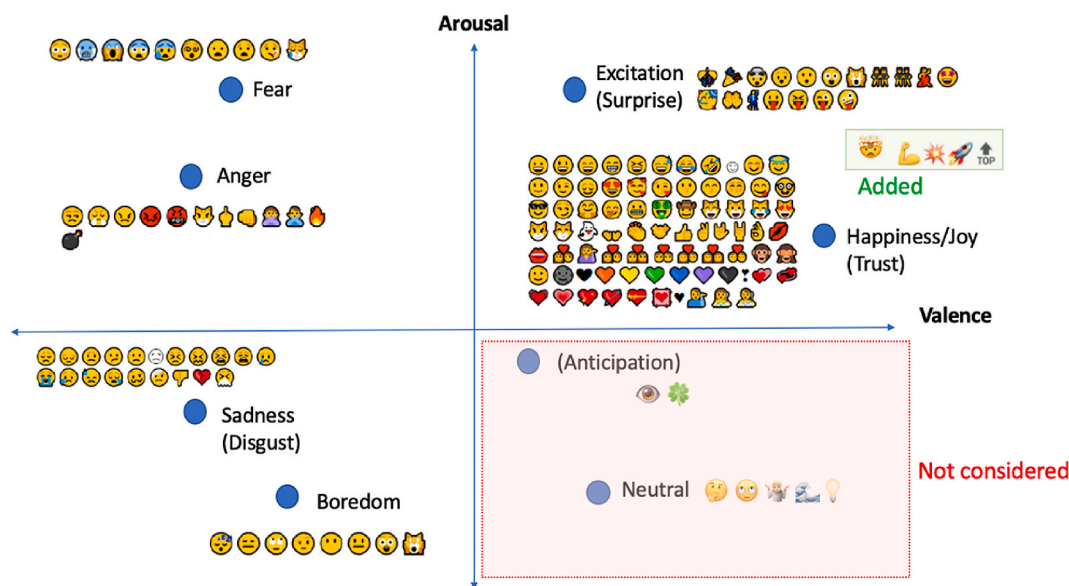 Arousal
Fear
Excitation
(Surprise)
TOP
Added
Anger
Happiness/Joy
(Trust)
Valence
(Anticipation)
Sadness
(Disgust)
Not considered
Neutral
Boredom